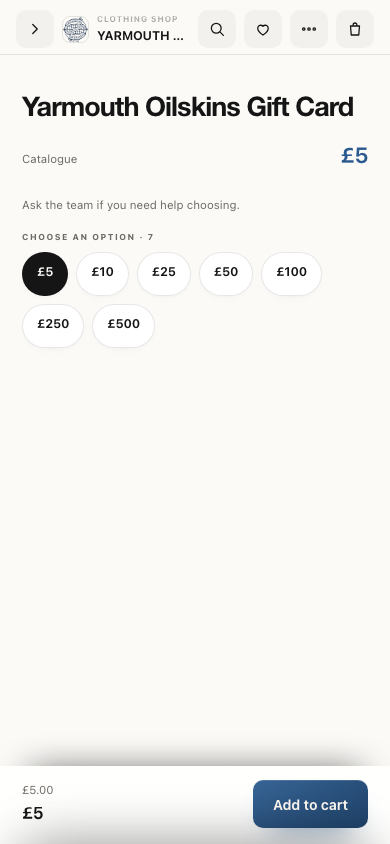 CLOTHING SHOP
YARMOUTH ...
Yarmouth Oilskins Gift Card
Catalogue
£5
Ask the team if you need help choosing.
CHOOSE AN OPTION · 7
£5
£10
£25
£50
£100
£250
£500
£5.00
£5
Add to cart